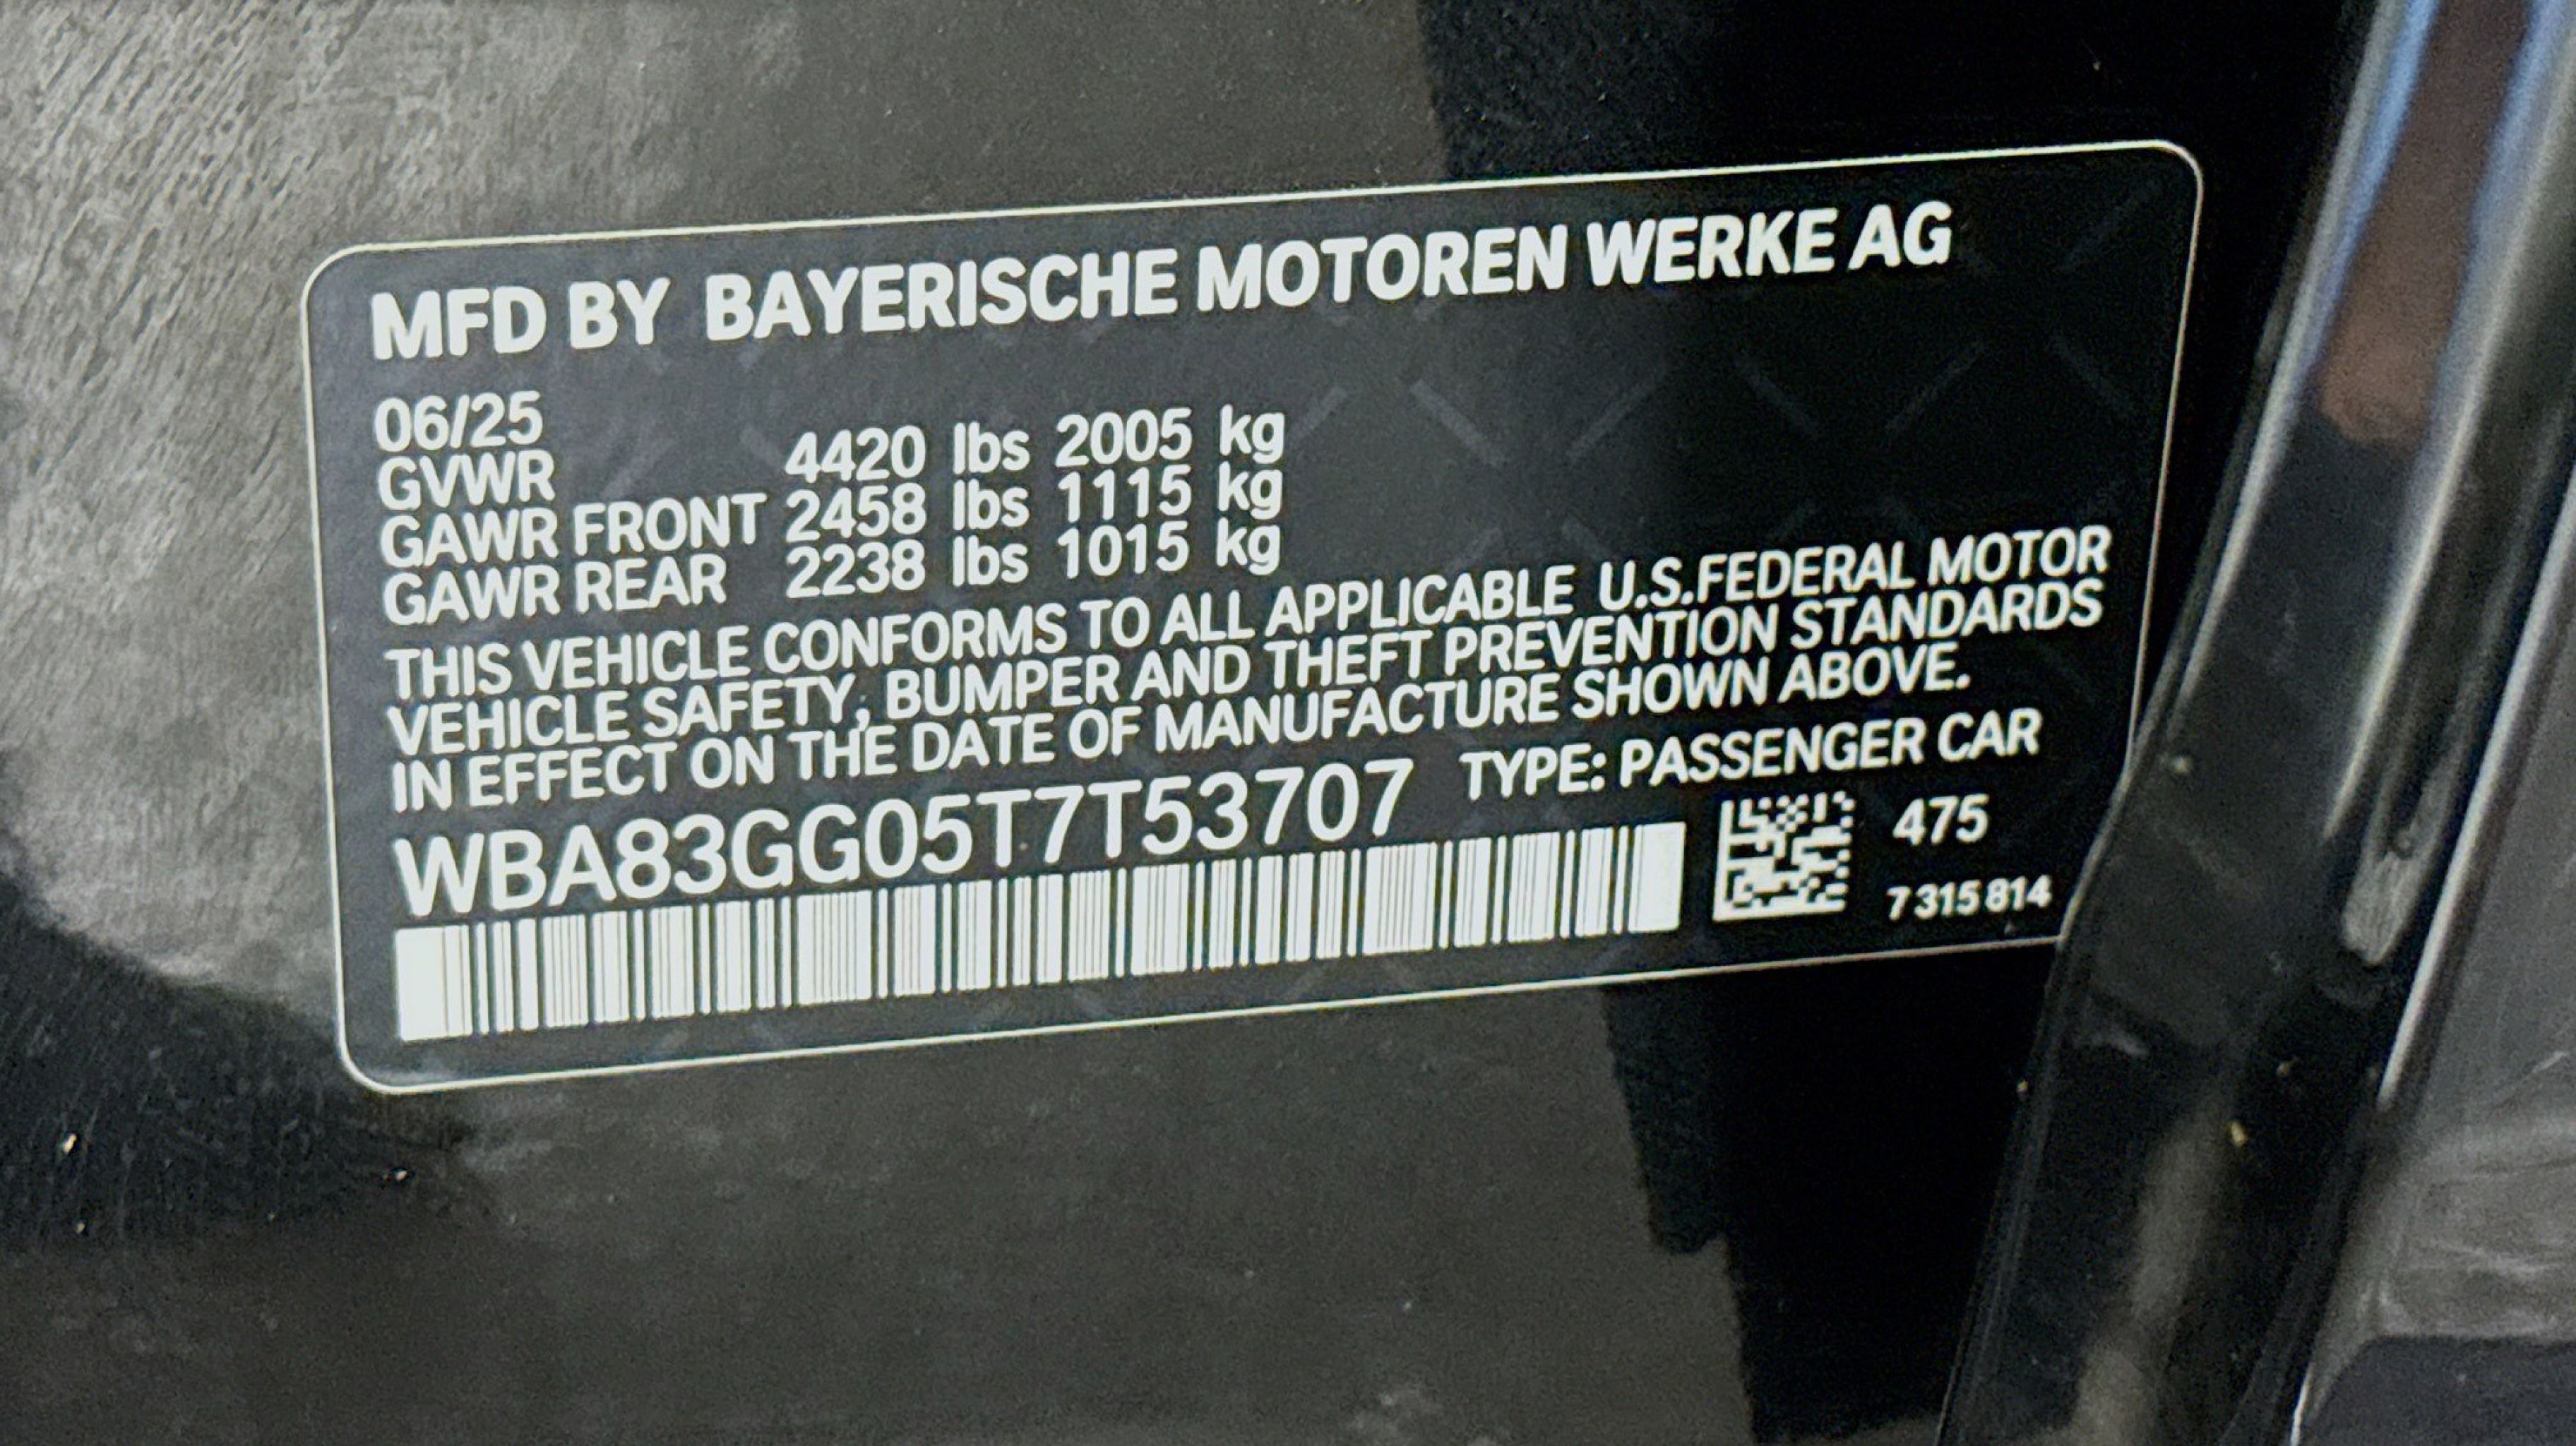 MFD BY BAYERISCHE MOTOREN WERKE AG
06/25
GVWR 4420 lbs 2005 kg
GAWR FRONT 2458 lbs 1115 kg
GAWR REAR 2238 lbs 1015 kg
THIS VEHICLE CONFORMS TO ALL APPLICABLE U.S.FEDERAL MOTOR
VEHICLE SAFETY, BUMPER AND THEFT PREVENTION STANDARDS
IN EFFECT ON THE DATE OF MANUFACTURE SHOWN ABOVE.
WBA83GG05T7T53707 TYPE: PASSENGER CAR
475
7 315 814